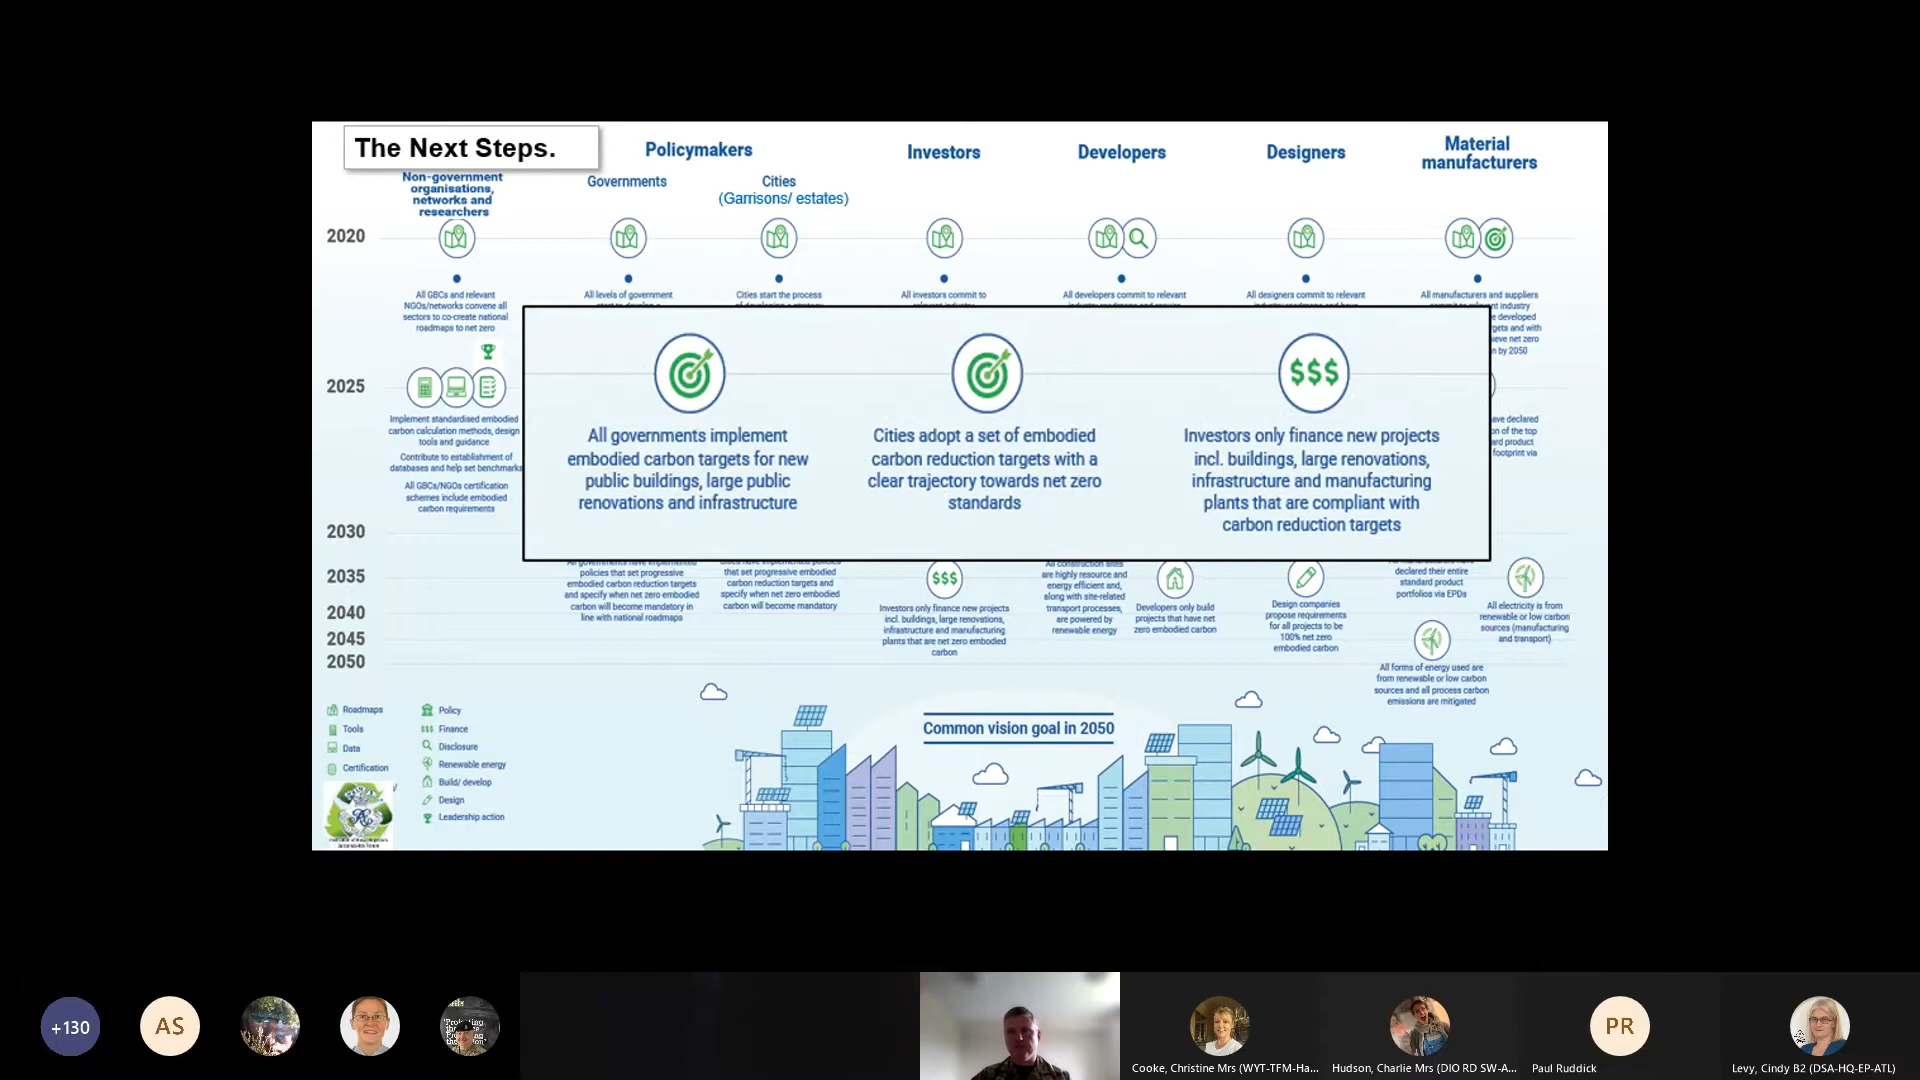 The Next Steps.
Non-government
organisations,
networks and
researchers
Policymakers
Governments
Cities
(Garrisons/ estates)
Investors
Developers
Designers
Material
manufacturers
2020
All GBCs and relevant
NGOs/networks convene all
sectors to co-create national
roadmaps to net zero
All levels of government
Cities start the process
All investors commit to
All developers commit to relevant
All designers commit to relevant
All manufacturers and suppliers
n by 2050
2025
Implement standardised embodied
carbon calculation methods, design
tools and guidance
Contribute to establishment of
databases and help set benchmarks
All GBCs/NGOs certification
schemes include embodied
carbon requirements
All governments implement
embodied carbon targets for new
public buildings, large public
renovations and infrastructure
Cities adopt a set of embodied
carbon reduction targets with a
clear trajectory towards net zero
standards
$$$
Investors only finance new projects
incl. buildings, large renovations,
infrastructure and manufacturing
plants that are compliant with
carbon reduction targets
ave declared
on of the top
ard product
footprint via
2030
2035
2040
2045
2050
policies that set progressive
embodied carbon reduction targets
and specify when net zero embodied
carbon will become mandatory in
line with national roadmaps
that set progressive embodied
carbon reduction targets and
specify when net zero embodied
carbon will become mandatory
$$$
Investors only finance new projects
incl. buildings, large renovations,
infrastructure and manufacturing
plants that are net zero embodied
carbon
All construction sites
are highly resource and
energy efficient and,
along with site-related
transport processes,
are powered by
renewable energy
Developers only build
projects that have net
zero embodied carbon
Design companies
propose requirements
for all projects to be
100% net zero
embodied carbon
declared their entire
standard product
portfolios via EPDs
All electricity is from
renewable or low carbon
sources (manufacturing
and transport)
All forms of energy used are
from renewable or low carbon
sources and all process carbon
emissions are mitigated
Roadmaps
Tools
Data
Certification
Policy
$$$ Finance
Disclosure
Renewable energy
Build/ develop
Design
Leadership action
Common vision goal in 2050
+130
AS
Cooke, Christine Mrs (WYT-TFM-Ha...
Hudson, Charlie Mrs (DIO RD SW-A...
PR
Paul Ruddick
Levy, Cindy B2 (DSA-HQ-EP-ATL)